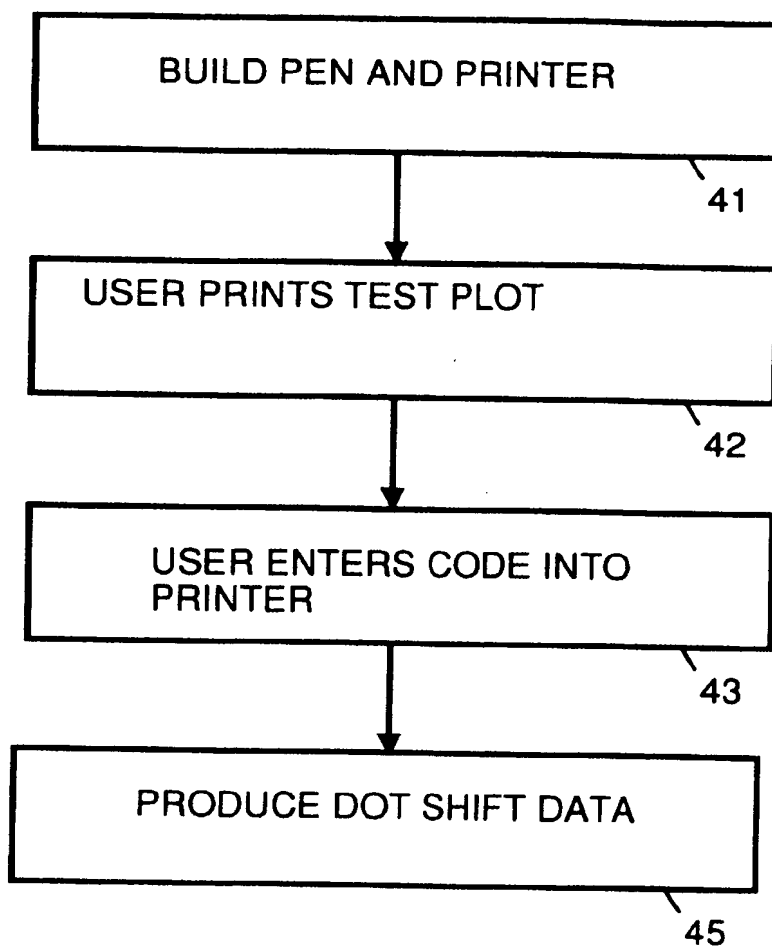 BUILD PEN AND PRINTER
41
USER PRINTS TEST PLOT
42
USER ENTERS CODE INTO
PRINTER
43
PRODUCE DOT SHIFT DATA
45